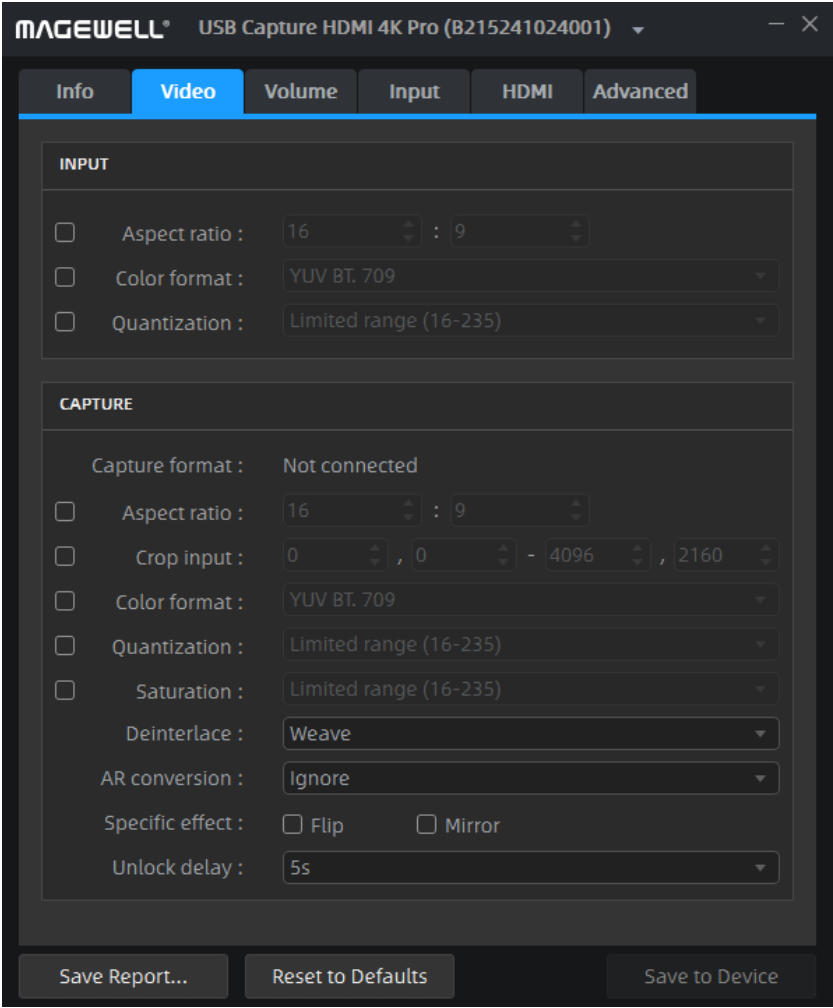 MAGEWELL® USB Capture HDMI 4K Pro (B215241024001)
Info Video Volume Input HDMI Advanced
INPUT
Aspect ratio : 16 : 9
Color format : YUV BT. 709
Quantization : Limited range (16-235)
CAPTURE
Capture format : Not connected
Aspect ratio : 16 : 9
Crop input : 0 , 0 - 4096 , 2160
Color format : YUV BT. 709
Quantization : Limited range (16-235)
Saturation : Limited range (16-235)
Deinterlace : Weave
AR conversion : Ignore
Specific effect : Flip Mirror
Unlock delay : 5s
Save Report... Reset to Defaults Save to Device